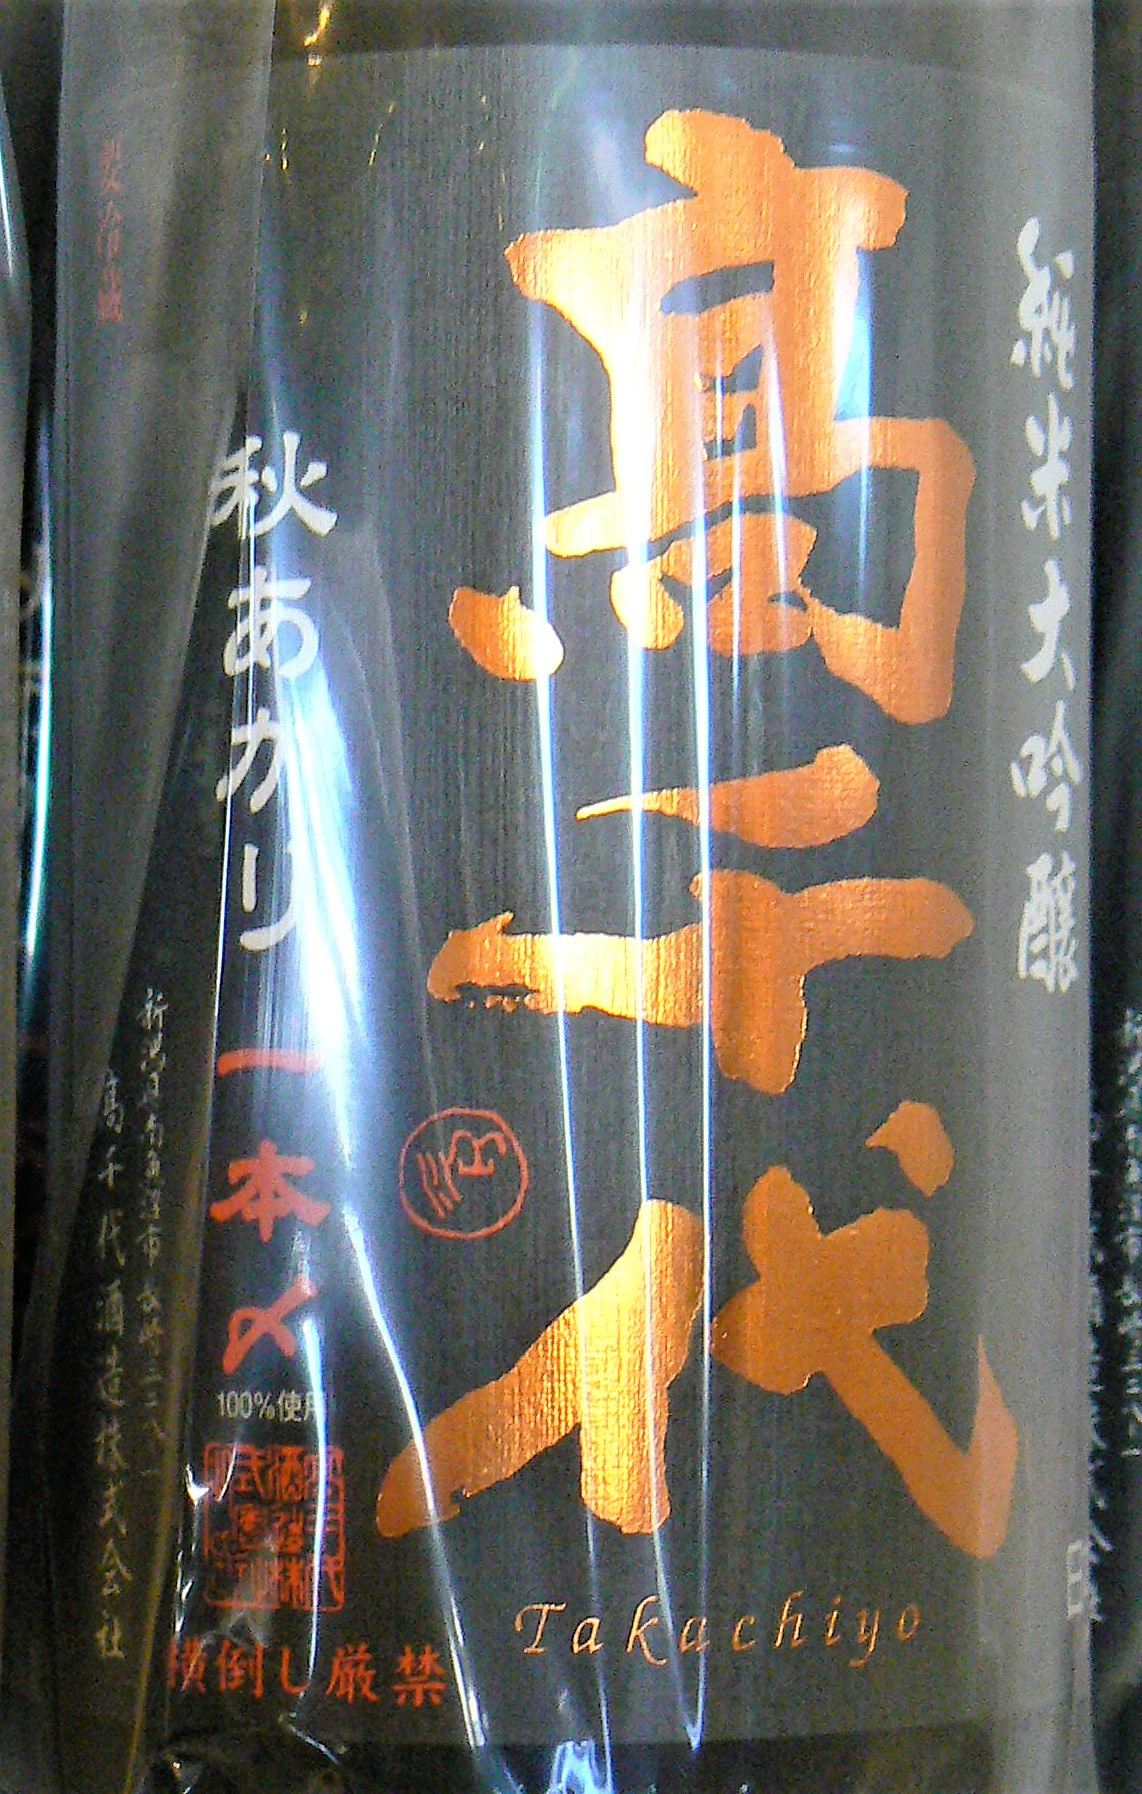 純米大吟醸
髙千代
Takachiyo
秋あがり
一本〆
100%使用
横倒し厳禁
髙千代酒造株式会社